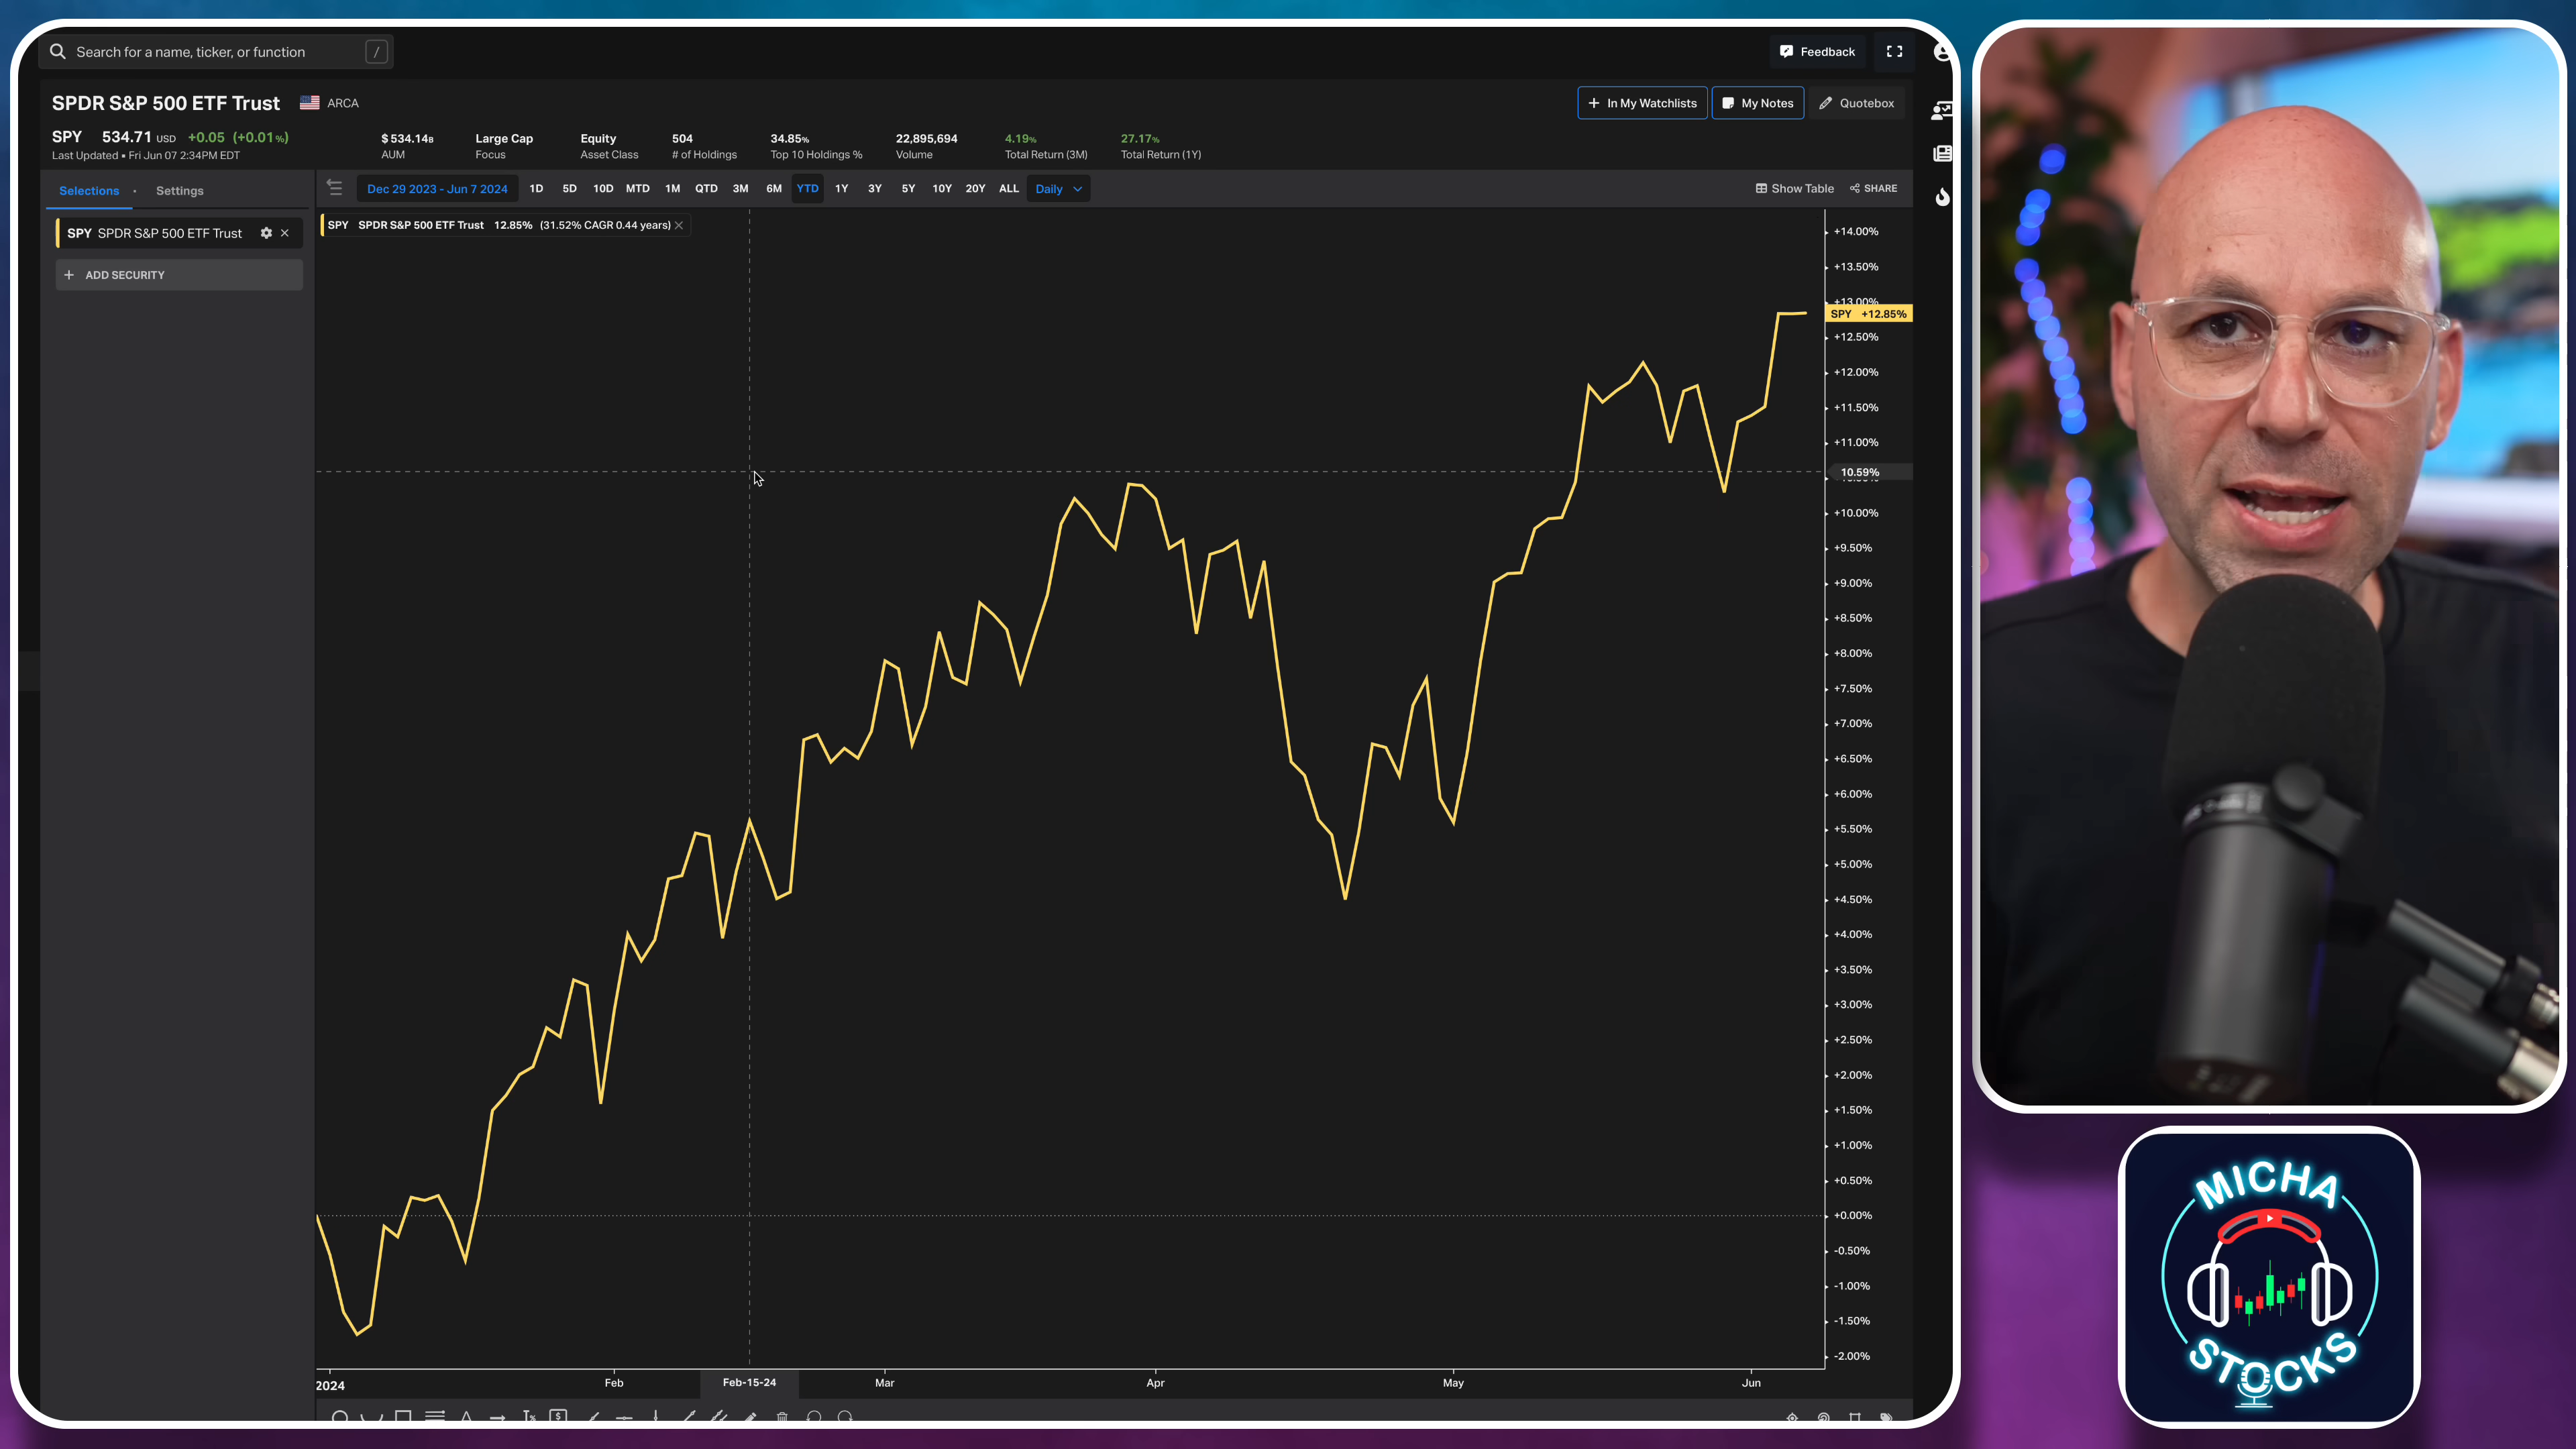 Search for a name, ticker, or function /
Feedback
SPDR S&P 500 ETF Trust ARCA
+ In My Watchlists My Notes Quotebox
SPY 534.71 USD +0.05 (+0.01%)
Last Updated • Fri Jun 07 2:34PM EDT
$534.14B Large Cap Equity 504 34.85% 22,895,694 4.19% 27.17%
AUM Focus Asset Class # of Holdings Top 10 Holdings % Volume Total Return (3M) Total Return (1Y)
Selections • Settings
Dec 29 2023 - Jun 7 2024 1D 5D 10D MTD 1M QTD 3M 6M YTD 1Y 3Y 5Y 10Y 20Y ALL Daily
Show Table SHARE
SPY SPDR S&P 500 ETF Trust
+ ADD SECURITY
SPY SPDR S&P 500 ETF Trust 12.85% (31.52% CAGR 0.44 years)
+14.00%
+13.50%
+13.00%
SPY +12.85%
+12.50%
+12.00%
+11.50%
+11.00%
10.59%
+10.00%
+9.50%
+9.00%
+8.50%
+8.00%
+7.50%
+7.00%
+6.50%
+6.00%
+5.50%
+5.00%
+4.50%
+4.00%
+3.50%
+3.00%
+2.50%
+2.00%
+1.50%
+1.00%
+0.50%
+0.00%
-0.50%
-1.00%
-1.50%
-2.00%
2024 Feb Feb-15-24 Mar Apr May Jun
MICHA
STOCKS